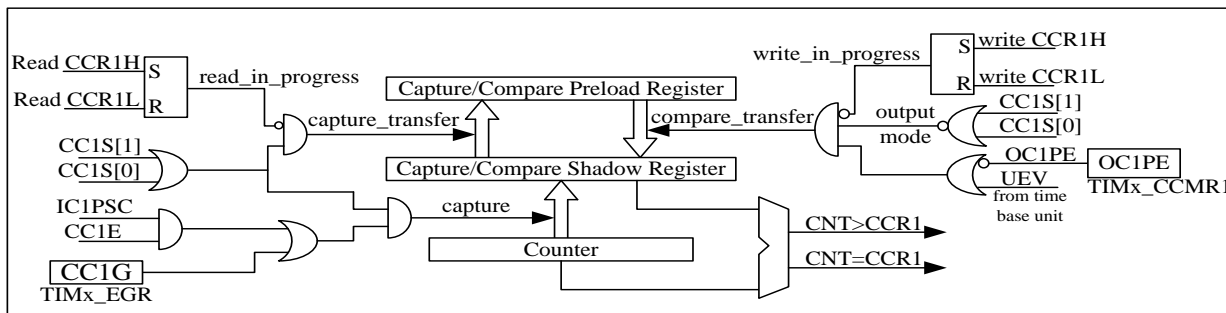 Read CCR1H
S
Read CCR1L
R
read_in_progress
CC1S[1]
CC1S[0]
IC1PSC
CC1E
CC1G
TIMx_EGR
capture_transfer
capture
Capture/Compare Preload Register
Capture/Compare Shadow Register
Counter
compare_transfer
write_in_progress
S
write CCR1H
R
write CCR1L
output
mode
CC1S[1]
CC1S[0]
OC1PE
OC1PE
UEV
TIMx_CCMR1
from time
base unit
CNT>CCR1
CNT=CCR1